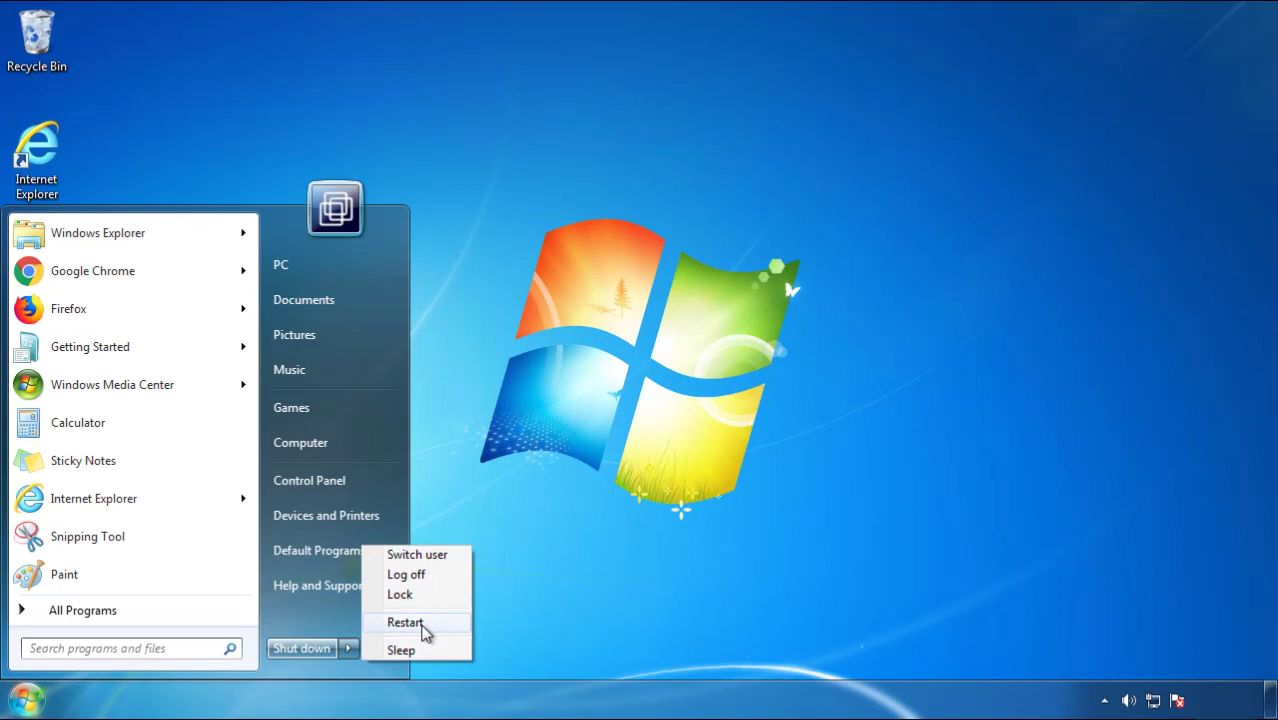 Recycle Bin
Internet
Explorer
Windows Explorer
Google Chrome
Firefox
Getting Started
Windows Media Center
Calculator
Sticky Notes
Internet Explorer
Snipping Tool
Paint
All Programs
Search programs and files
PC
Documents
Pictures
Music
Games
Computer
Control Panel
Devices and Printers
Default Program
Help and Suppor
Shut down
Switch user
Log off
Lock
Restart
Sleep